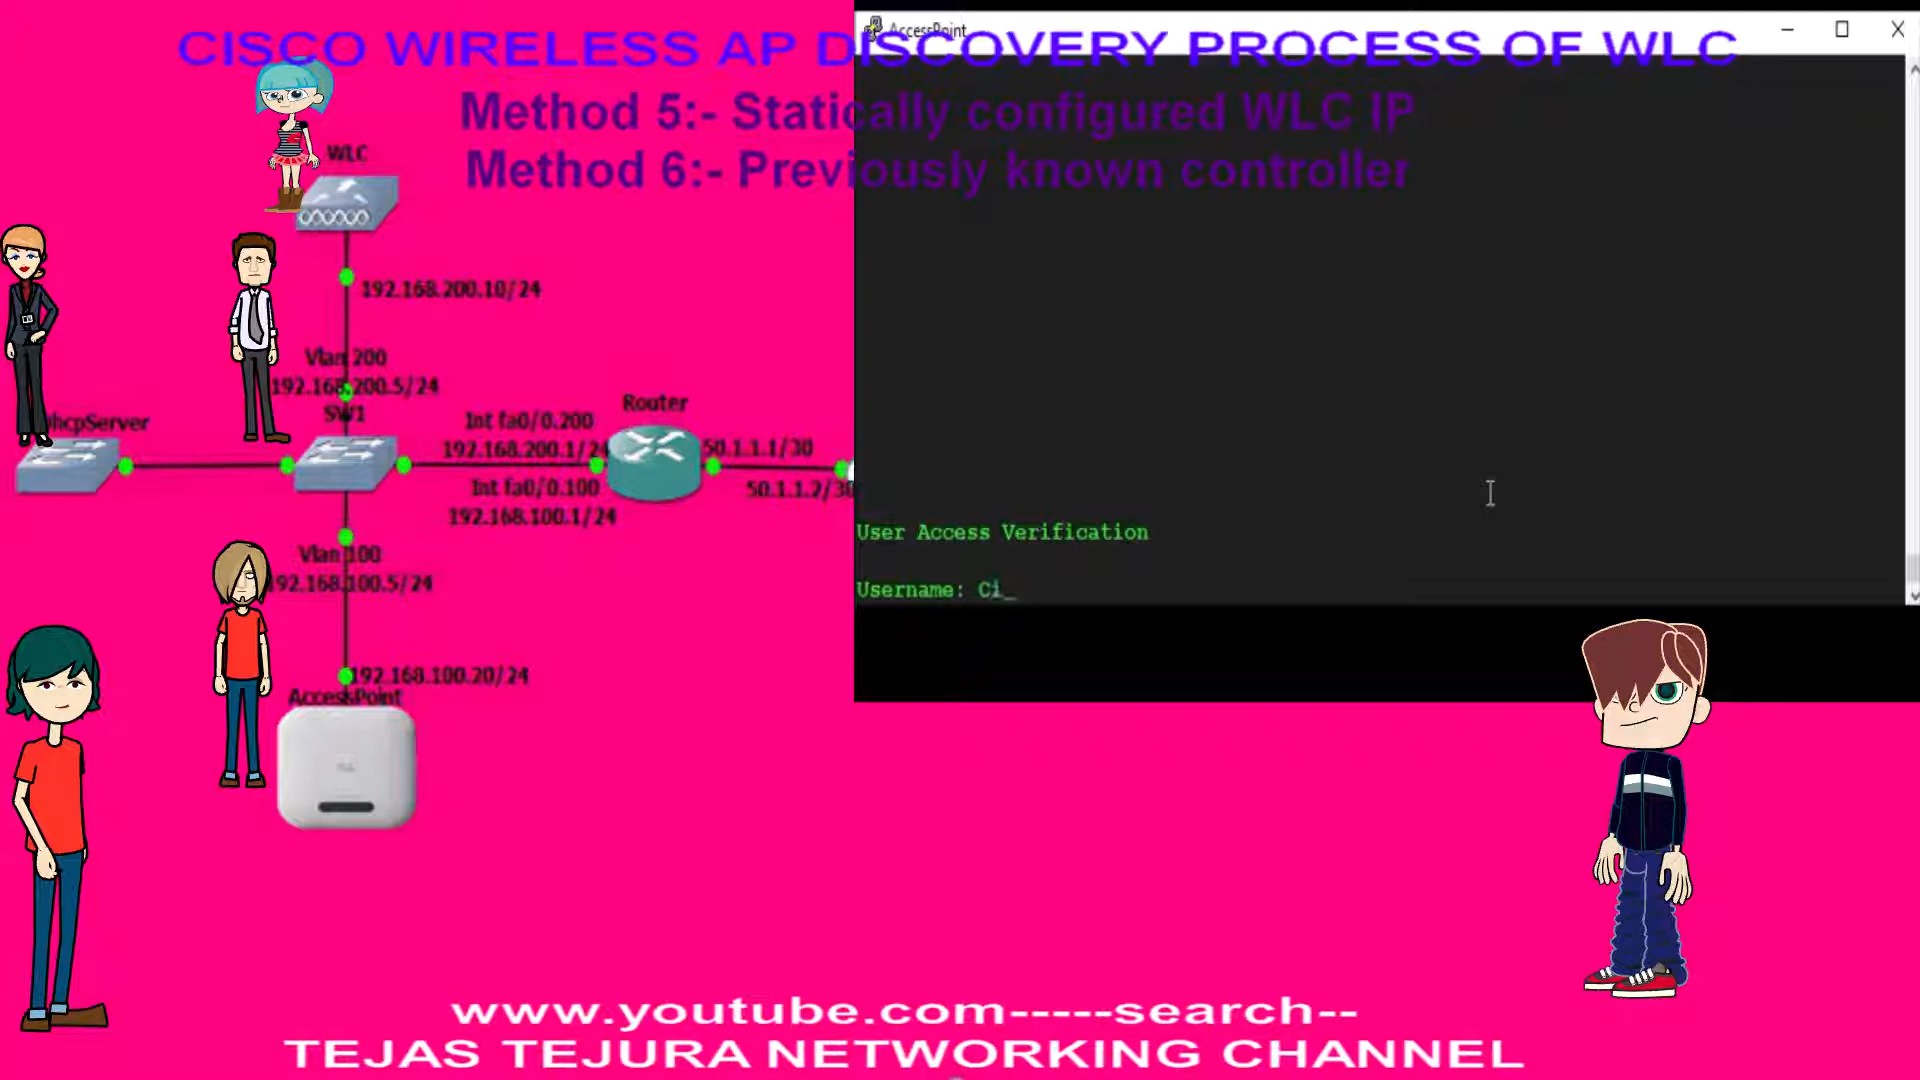 AccessPoint
CISCO WIRELESS AP DISCOVERY PROCESS OF WLC
Method 5:- Statically configured WLC IP
Method 6:- Previously known controller
WLC
192.168.200.10/24
Vlan 200
192.168.200.5/24
SW1
hcpServer
Int fa0/0.200
192.168.200.1/24
Router
50.1.1.1/30
50.1.1.2/30
Int fa0/0.100
192.168.100.1/24
Vlan 100
192.168.100.5/24
192.168.100.20/24
AccessPoint
User Access Verification
Username: Ci_
www.youtube.com-----search--
TEJAS TEJURA NETWORKING CHANNEL